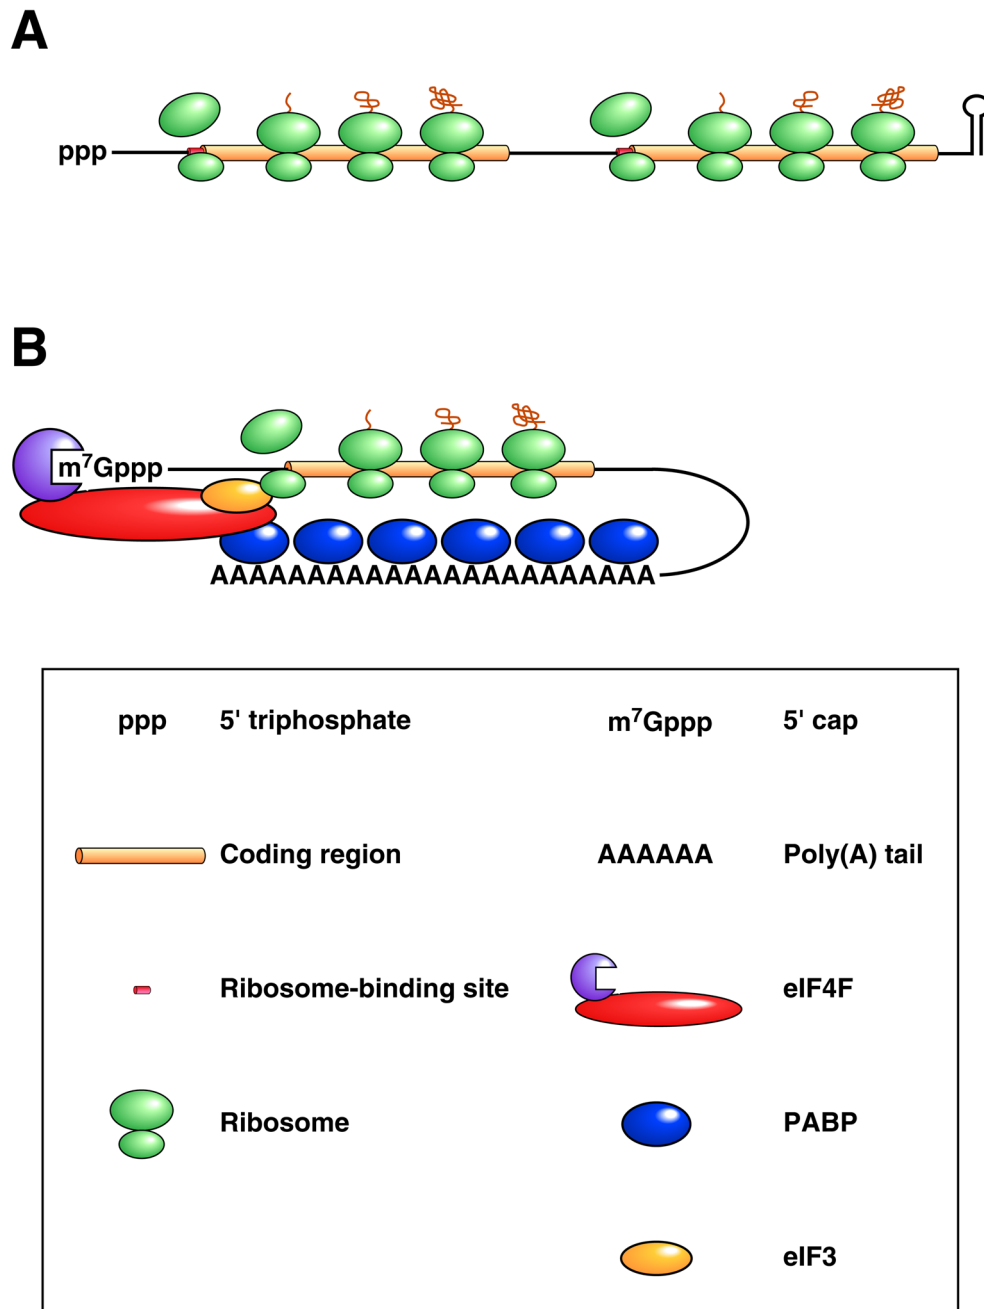 A
ppp
B
m⁷Gppp
AAAAAAAAAAAAAAAAAAAAAAAA
ppp 5' triphosphate m⁷Gppp 5' cap
Coding region AAAAAA Poly(A) tail
Ribosome-binding site eIF4F
Ribosome PABP
eIF3